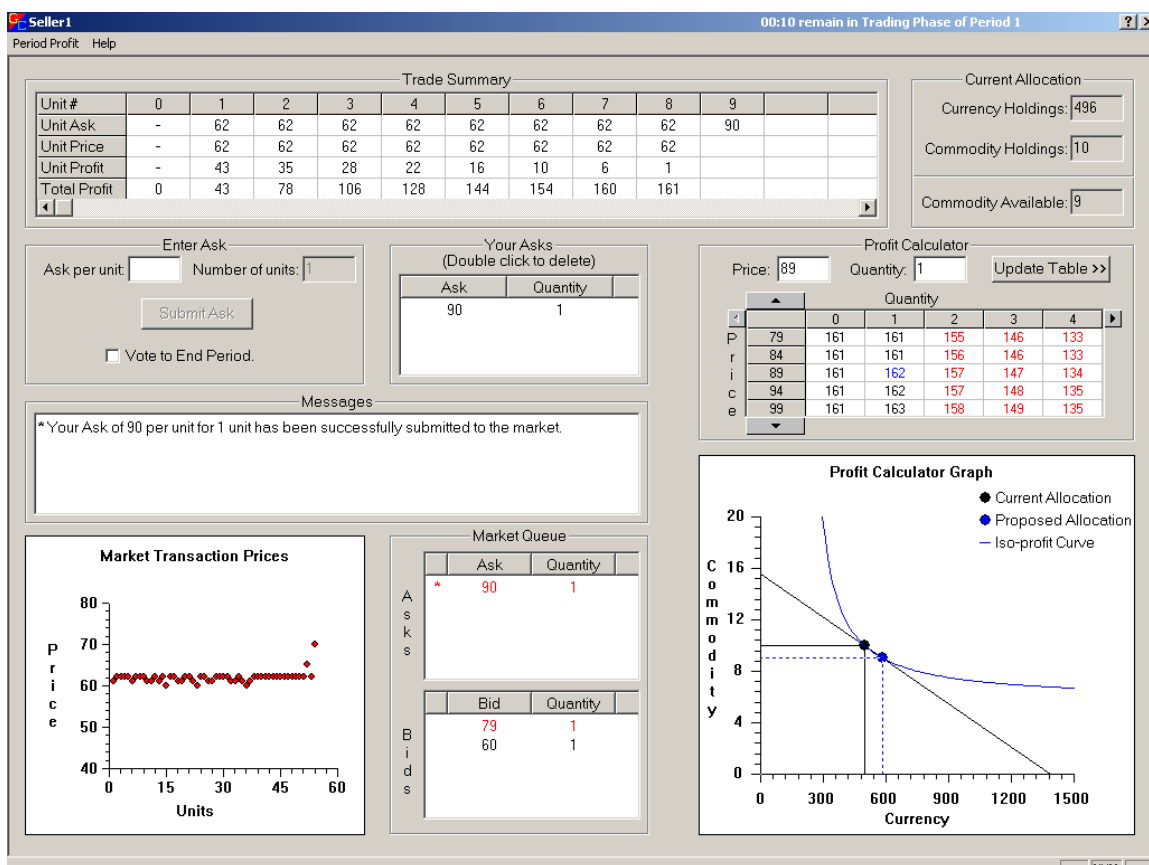 Seller1 00:10 remain in Trading Phase of Period 1
Period Profit Help
Trade Summary
Unit # 0 1 2 3 4 5 6 7 8 9
Unit Ask - 62 62 62 62 62 62 62 62 90
Unit Price - 62 62 62 62 62 62 62 62
Unit Profit - 43 35 28 22 16 10 6 1
Total Profit 0 43 78 106 128 144 154 160 161
Current Allocation
Currency Holdings: 496
Commodity Holdings: 10
Commodity Available: 9
Enter Ask
Ask per unit: Number of units: 1
Submit Ask
Vote to End Period.
Your Asks
(Double click to delete)
Ask Quantity
90 1
Profit Calculator
Price: 89 Quantity: 1 Update Table >>
Quantity
0 1 2 3 4
Price
79 161 161 155 146 133
84 161 161 156 146 133
89 161 162 157 147 134
94 161 162 157 148 135
99 161 163 158 149 135
Messages
* Your Ask of 90 per unit for 1 unit has been successfully submitted to the market.
Market Transaction Prices
80
70
60
50
40
Price
0 15 30 45 60
Units
Market Queue
Asks
Ask Quantity
* 90 1
Bids
Bid Quantity
79 1
60 1
Profit Calculator Graph
Current Allocation
Proposed Allocation
Iso-profit Curve
20
16
12
8
4
0
Commodity
0 300 600 900 1200 1500
Currency